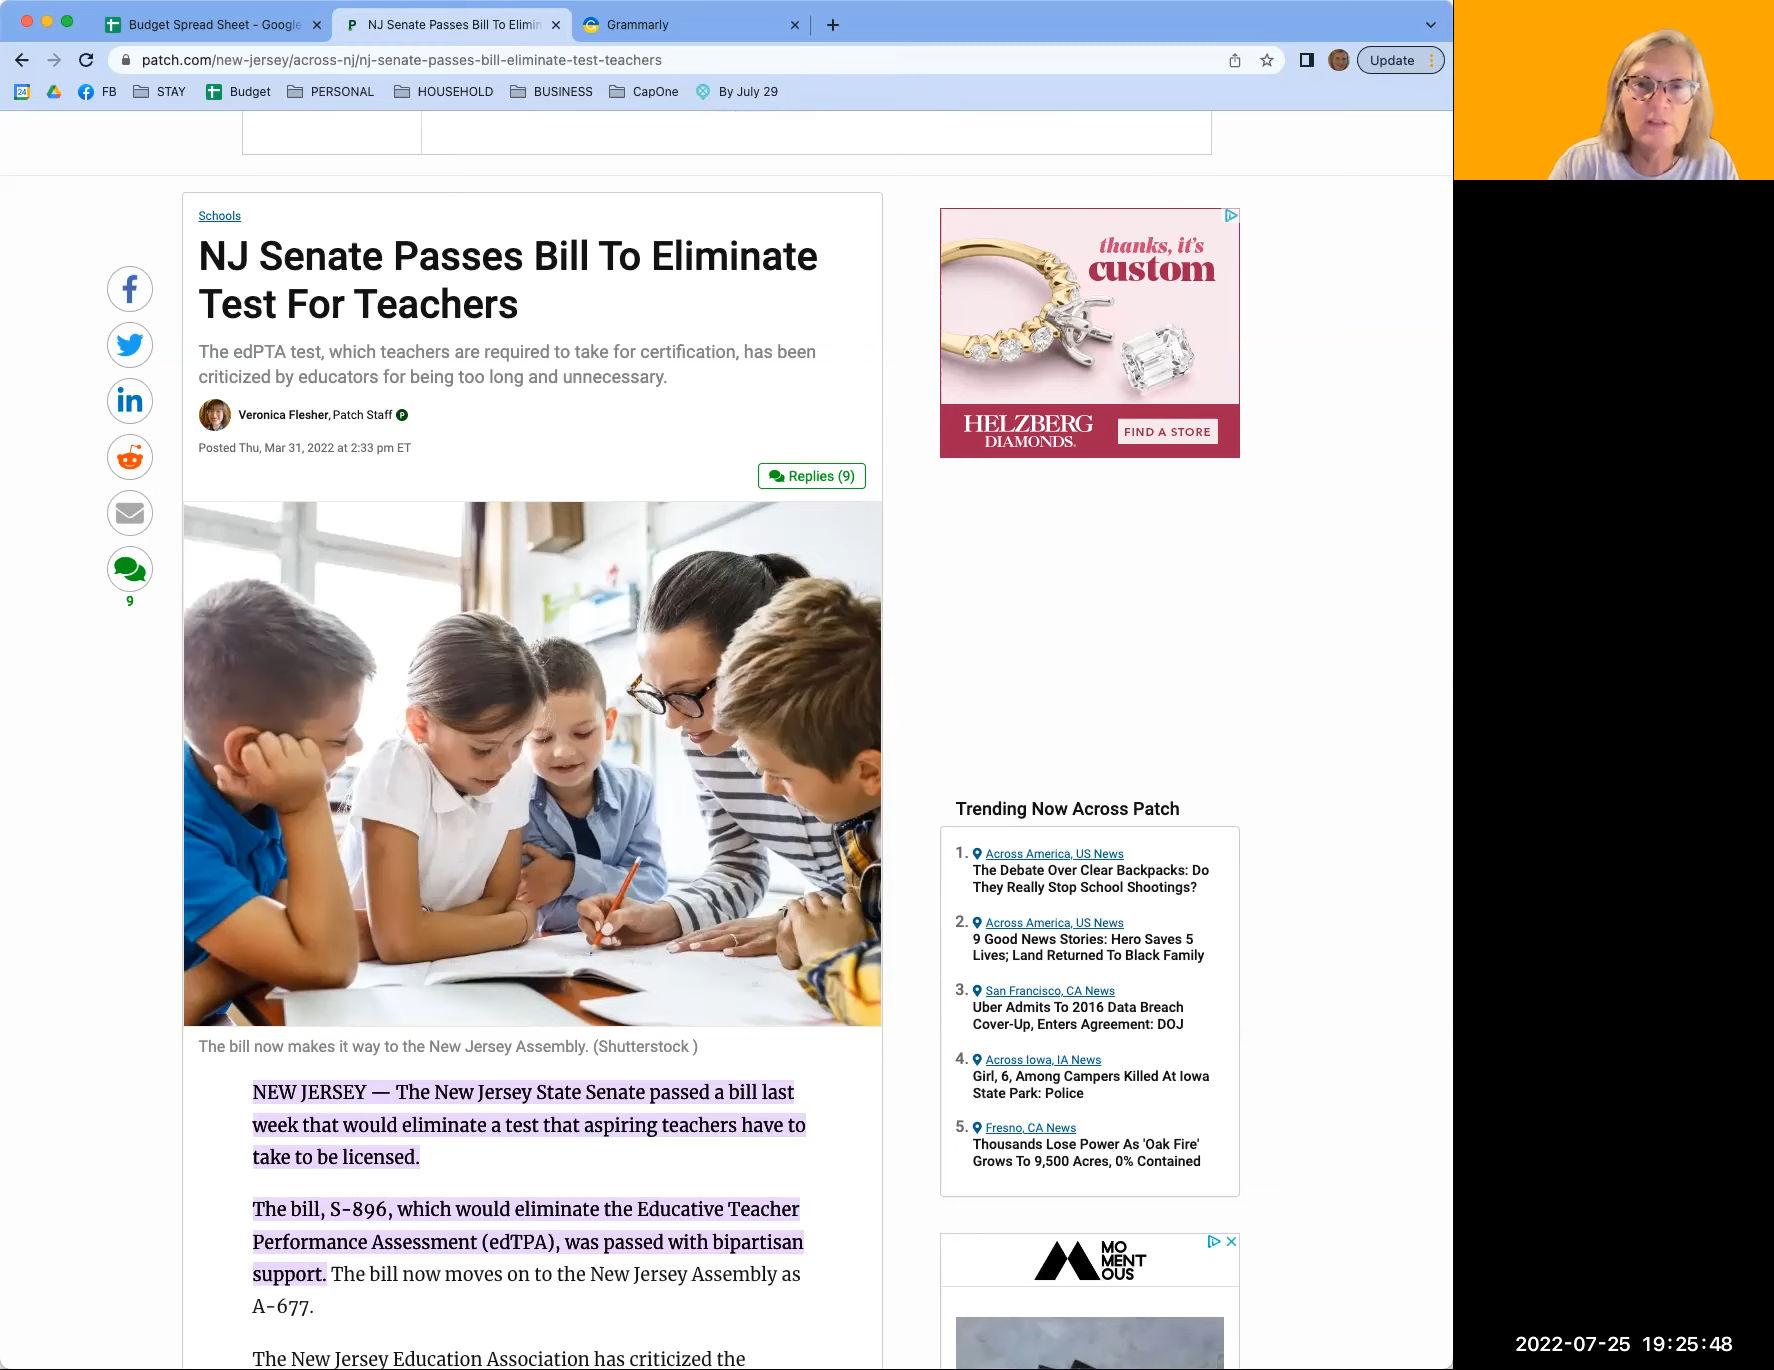 Budget Spread Sheet - Google
NJ Senate Passes Bill To Elimin
Grammarly
patch.com/new-jersey/across-nj/nj-senate-passes-bill-eliminate-test-teachers
Update
24
FB
STAY
Budget
PERSONAL
HOUSEHOLD
BUSINESS
CapOne
By July 29
Schools
NJ Senate Passes Bill To Eliminate
Test For Teachers
The edPTA test, which teachers are required to take for certification, has been
criticized by educators for being too long and unnecessary.
Veronica Flesher, Patch Staff
Posted Thu, Mar 31, 2022 at 2:33 pm ET
Replies (9)
9
The bill now makes it way to the New Jersey Assembly. (Shutterstock )
NEW JERSEY — The New Jersey State Senate passed a bill last
week that would eliminate a test that aspiring teachers have to
take to be licensed.
The bill, S-896, which would eliminate the Educative Teacher
Performance Assessment (edTPA), was passed with bipartisan
support. The bill now moves on to the New Jersey Assembly as
A-677.
The New Jersey Education Association has criticized the
thanks, it's
custom
HELZBERG
DIAMONDS.
FIND A STORE
Trending Now Across Patch
1. Across America, US News
The Debate Over Clear Backpacks: Do
They Really Stop School Shootings?
2. Across America, US News
9 Good News Stories: Hero Saves 5
Lives; Land Returned To Black Family
3. San Francisco, CA News
Uber Admits To 2016 Data Breach
Cover-Up, Enters Agreement: DOJ
4. Across Iowa, IA News
Girl, 6, Among Campers Killed At Iowa
State Park: Police
5. Fresno, CA News
Thousands Lose Power As 'Oak Fire'
Grows To 9,500 Acres, 0% Contained
MO
MENT
OUS
2022-07-25 19:25:48